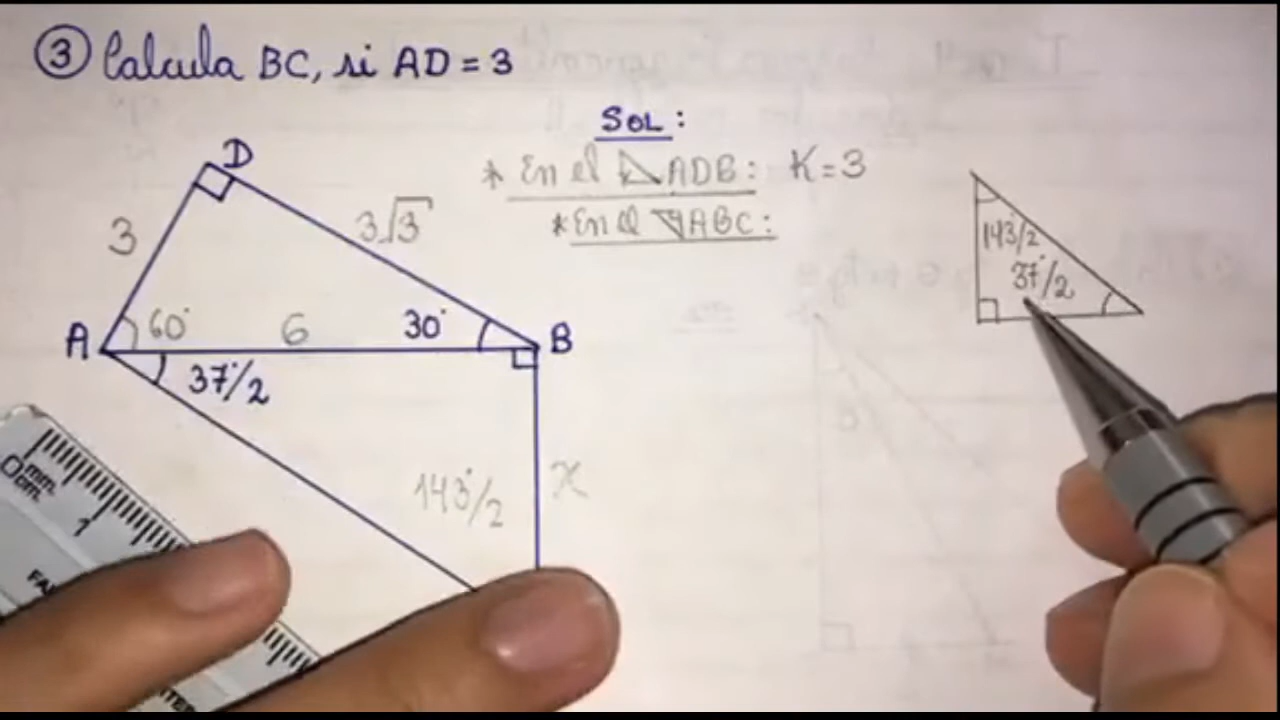 ③ Calcula BC, si AD = 3
SOL:
* En el ◺ADB: K=3
* En el ◹ABC:
D
3
3√3
A
60°
6
30°
B
37°/2
143°/2
x
143°/2
37°/2
0 mm.
cm.
1